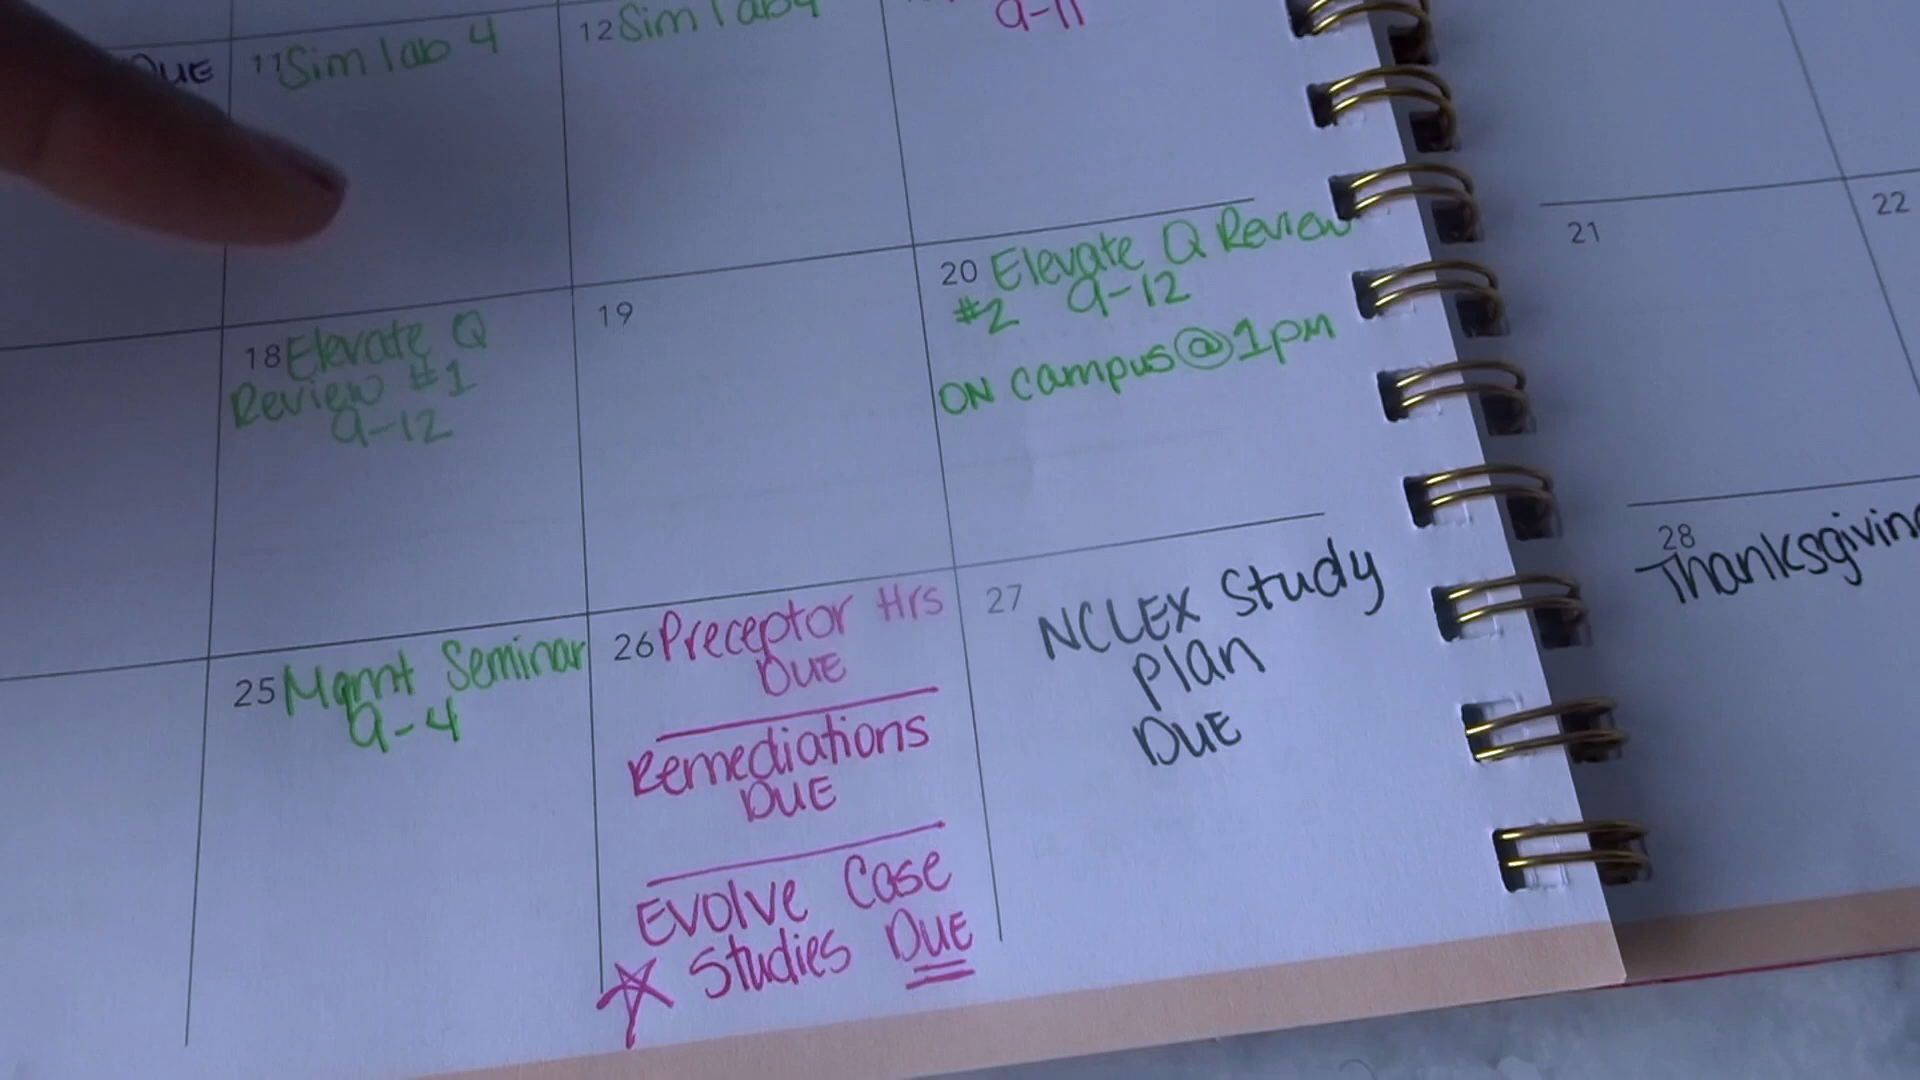 DUE
11 Sim lab 4
12 Sim lab 4
9-11
18 Elevate Q
Review #1
9-12
19
20 Elevate Q Review
#2 9-12
ON campus @ 1pm
21
22
25 Mgmt Seminar
9-4
26 Preceptor Hrs
DUE
Remediations
DUE
Evolve Case
Studies DUE
27 NCLEX Study
Plan
DUE
28
Thanksgiving